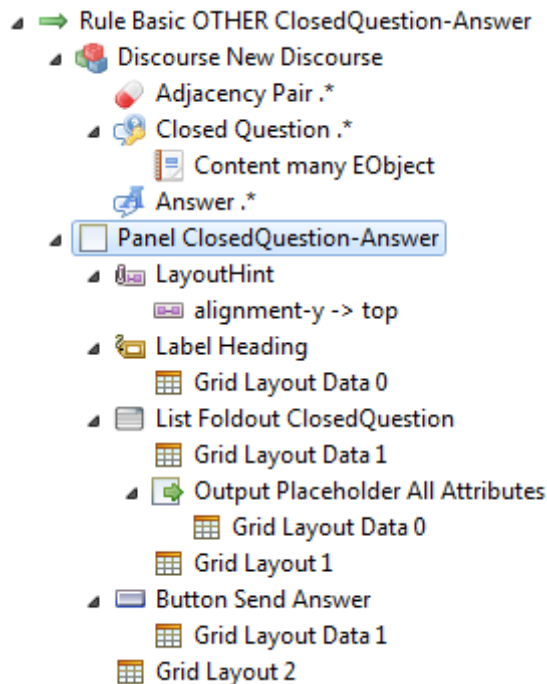 Rule Basic OTHER ClosedQuestion-Answer
Discourse New Discourse
Adjacency Pair .*
Closed Question .*
Content many EObject
Answer .*
Panel ClosedQuestion-Answer
LayoutHint
alignment-y -> top
Label Heading
Grid Layout Data 0
List Foldout ClosedQuestion
Grid Layout Data 1
Output Placeholder All Attributes
Grid Layout Data 0
Grid Layout 1
Button Send Answer
Grid Layout Data 1
Grid Layout 2